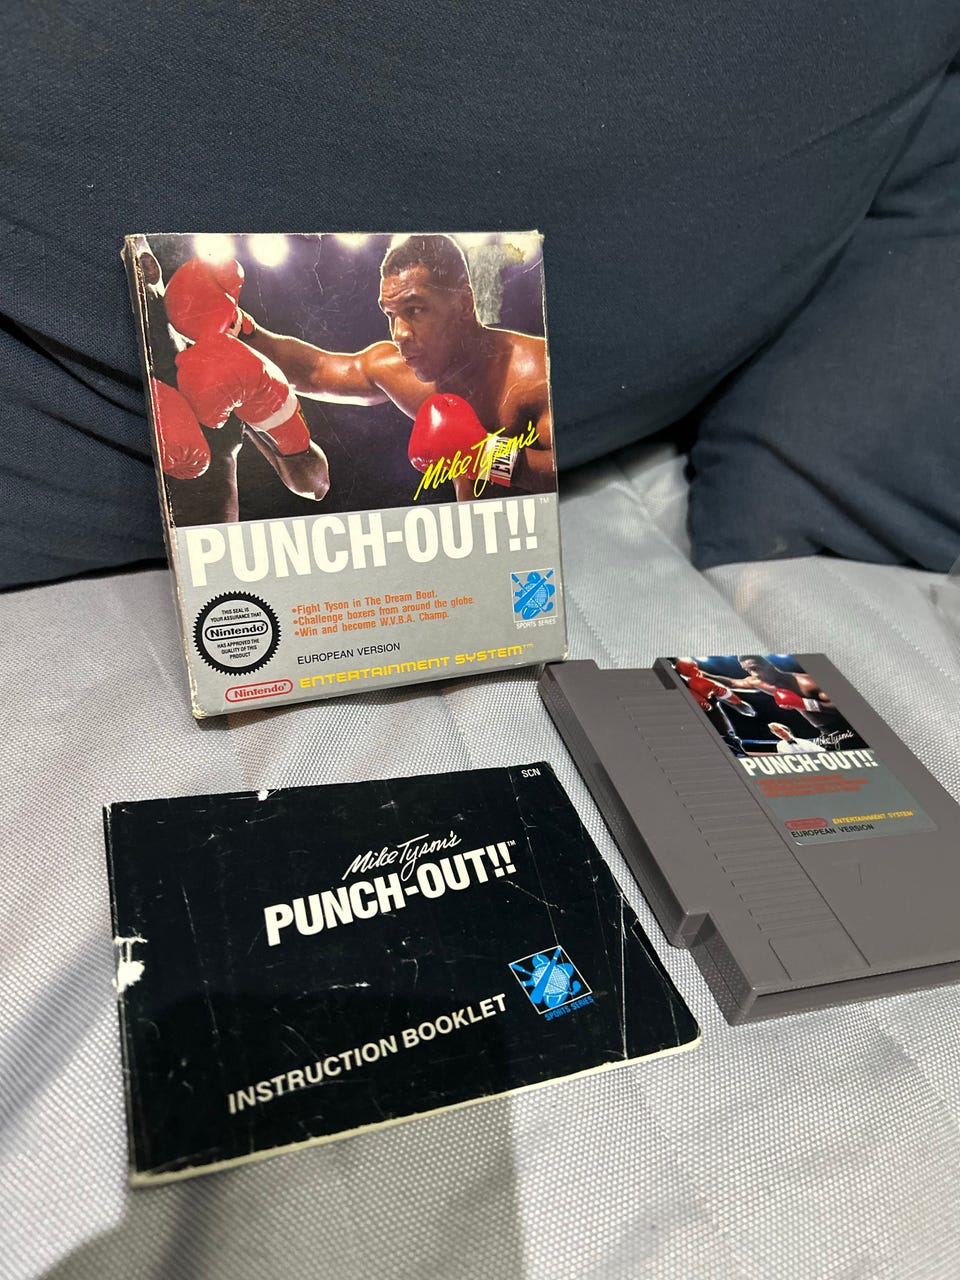 Mike Tyson's
PUNCH-OUT!!™
THIS SEAL IS
YOUR ASSURANCE THAT
Nintendo®
HAS APPROVED THE
QUALITY OF THIS
PRODUCT
•Fight Tyson in The Dream Bout.
•Challenge boxers from around the globe.
•Win and become W.V.B.A. Champ.
SPORTS SERIES
EUROPEAN VERSION
Nintendo®
ENTERTAINMENT SYSTEM™
Mike Tyson's
PUNCH-OUT!!
Nintendo
ENTERTAINMENT SYSTEM
EUROPEAN VERSION
SCN
Mike Tyson's
PUNCH-OUT!!™
SPORTS SERIES
INSTRUCTION BOOKLET